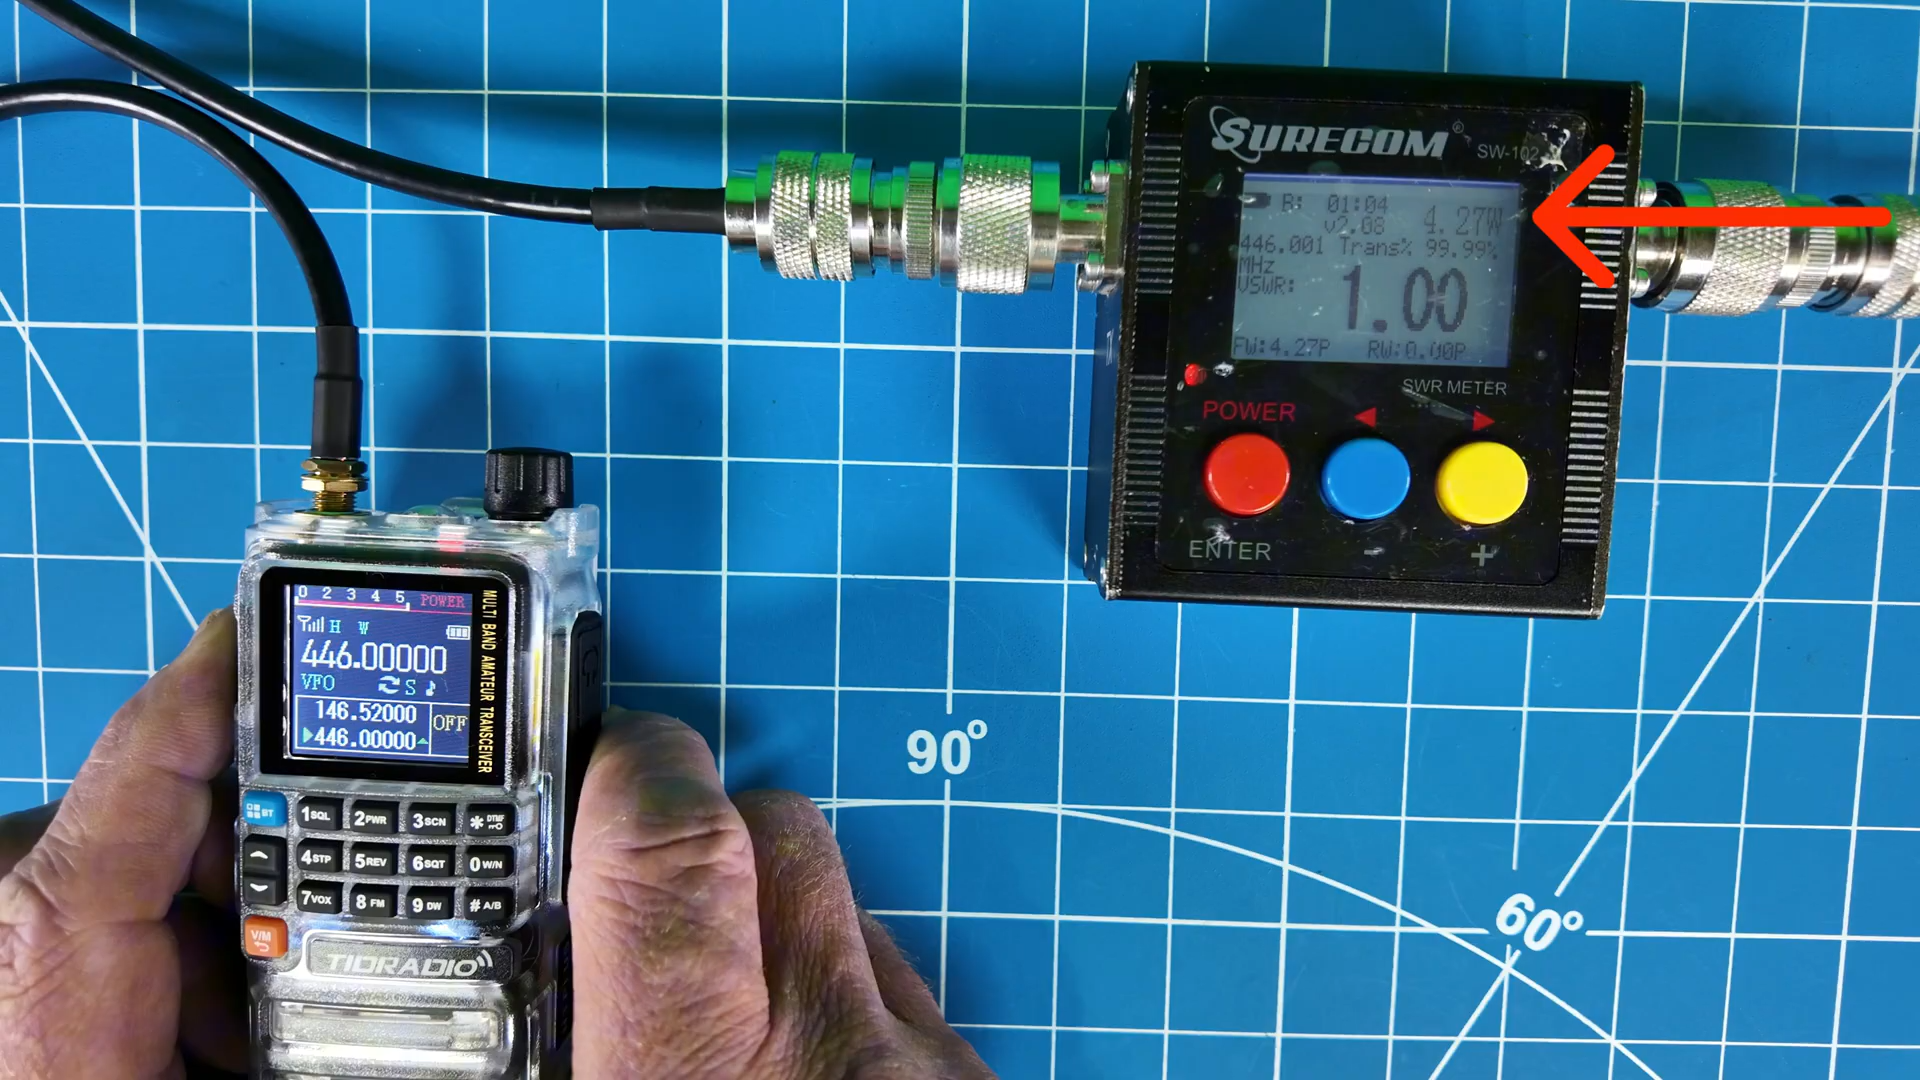 SURECOM®
SW-102
R: 01:04
v2.08
4.27W
446.001 Trans% 99.99%
MHz
VSWR:
1.00
FW:4.27P RW:0.00P
SWR METER
POWER
ENTER
-
+
0 2 3 4 5 POWER
H W
446.00000
VFO S
146.52000
446.00000
OFF
MULTI BAND AMATEUR TRANSCEIVER
BT
1SQL 2PWR 3SCN *DTMF
4STP 5REV 6SQT 0W/N
7VOX 8FM 9DW #A/B
V/M
TIDRADIO
90°
60°